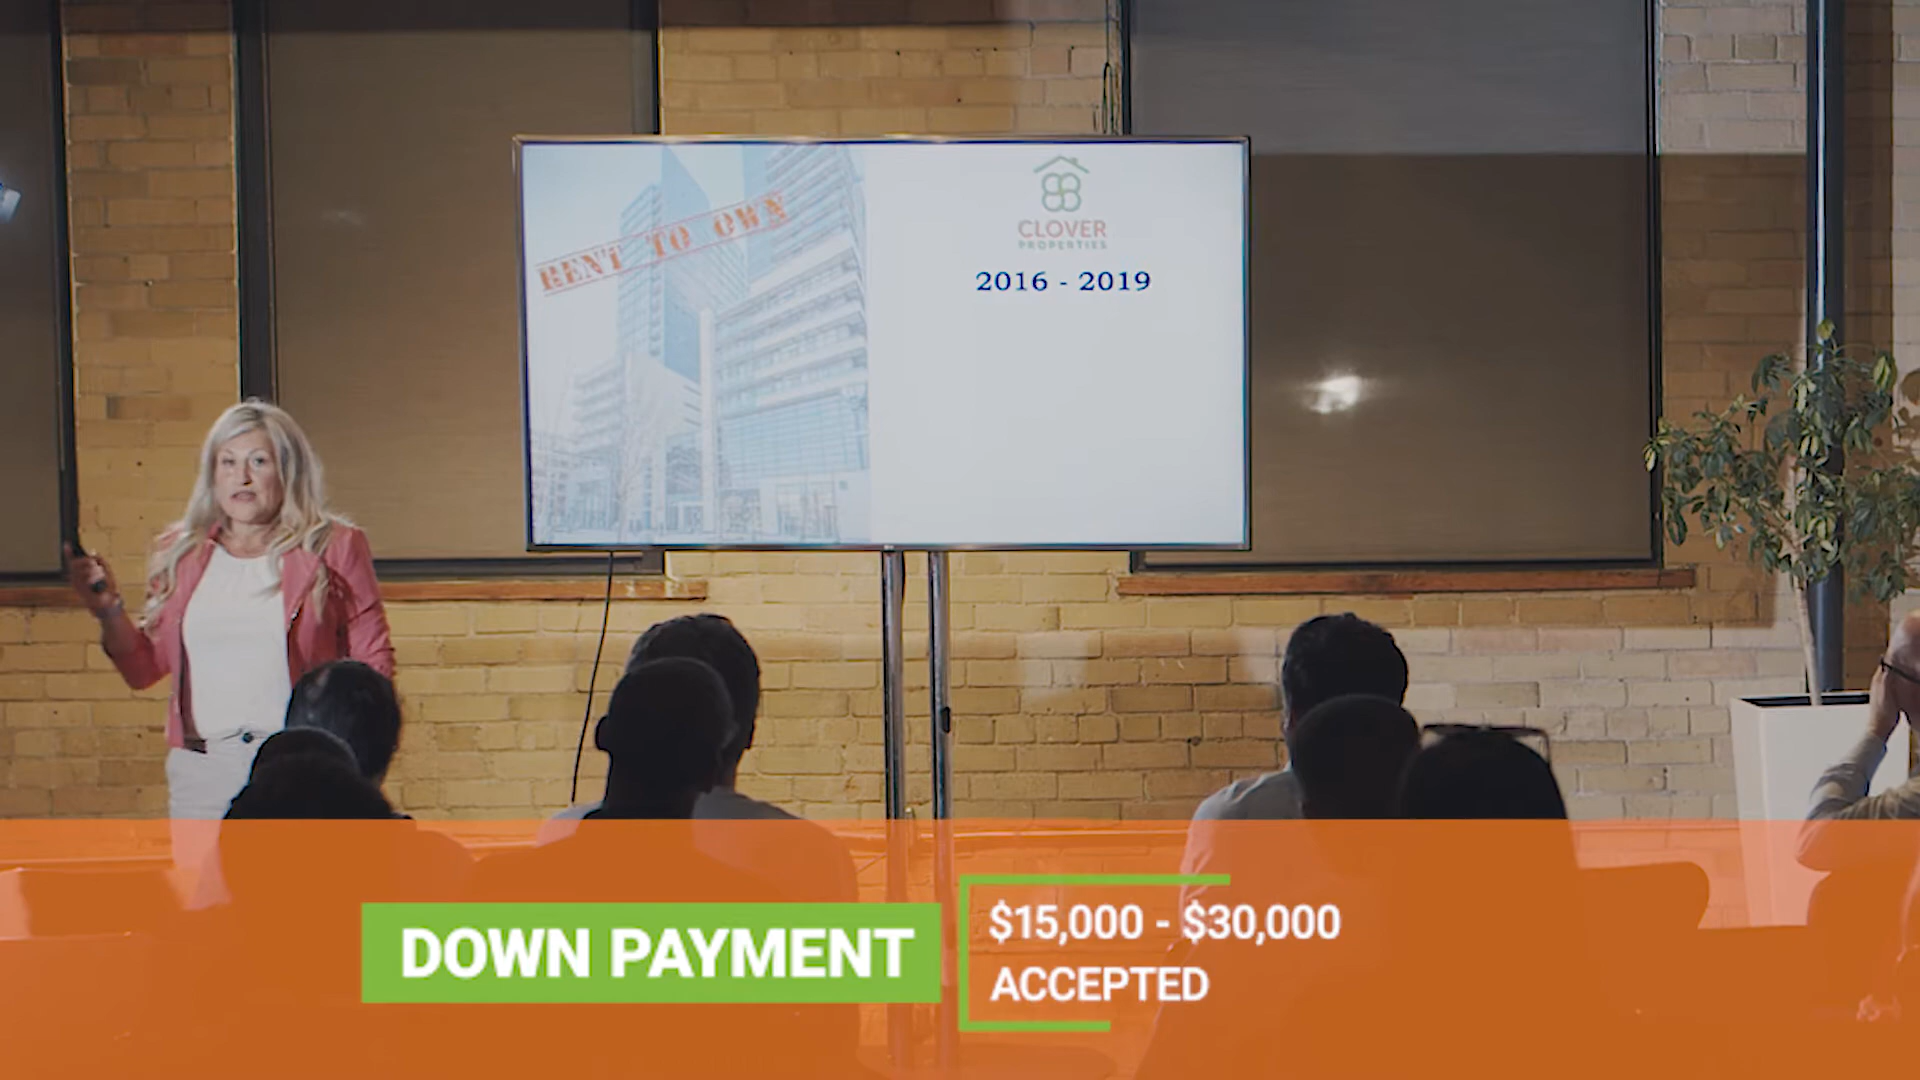 RENT TO OWN
CLOVER
PROPERTIES
2016 - 2019
DOWN PAYMENT
$15,000 - $30,000
ACCEPTED